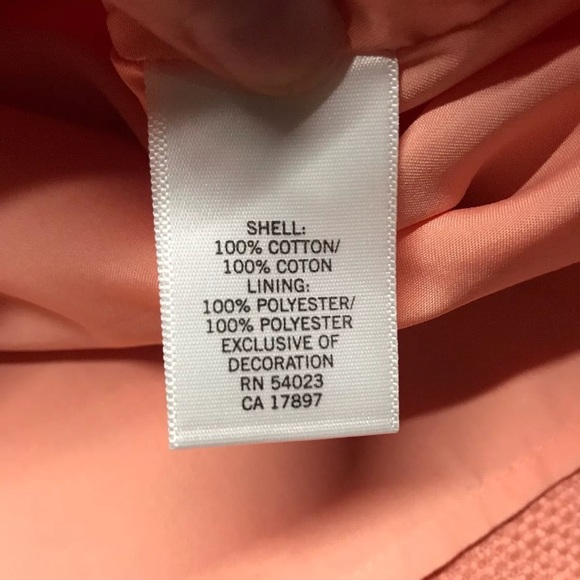 SHELL:
100% COTTON/
100% COTON
LINING:
100% POLYESTER/
100% POLYESTER
EXCLUSIVE OF
DECORATION
RN 54023
CA 17897